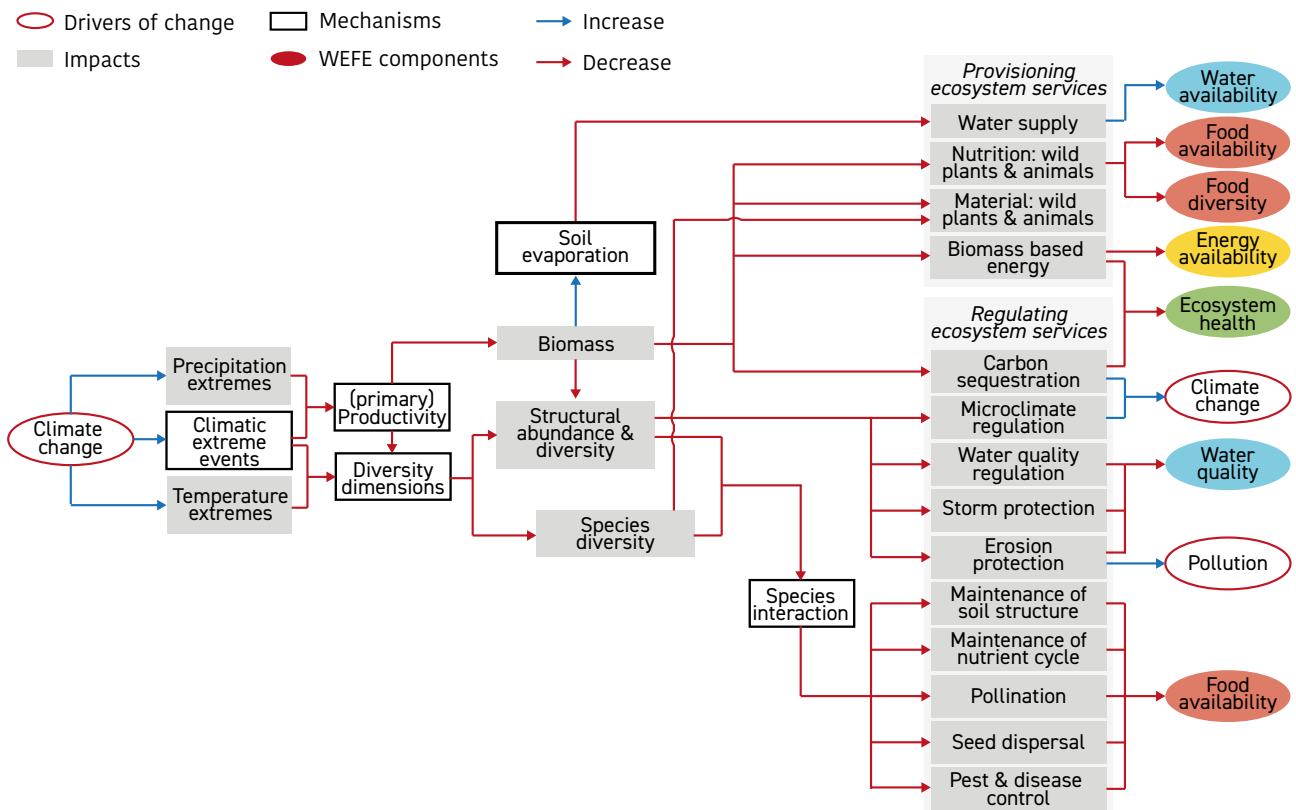 Drivers of change
Mechanisms
Increase
Impacts
WEFE components
Decrease
Climate
change
Precipitation
extremes
Climatic
extreme
events
Temperature
extremes
(primary)
Productivity
Diversity
dimensions
Soil
evaporation
Biomass
Structural
abundance &
diversity
Species
diversity
Species
interaction
Provisioning
ecosystem services
Water supply
Nutrition: wild
plants & animals
Material: wild
plants & animals
Biomass based
energy
Regulating
ecosystem services
Carbon
sequestration
Microclimate
regulation
Water quality
regulation
Storm protection
Erosion
protection
Maintenance of
soil structure
Maintenance of
nutrient cycle
Pollination
Seed dispersal
Pest & disease
control
Water
availability
Food
availability
Food
diversity
Energy
availability
Ecosystem
health
Climate
change
Water
quality
Pollution
Food
availability